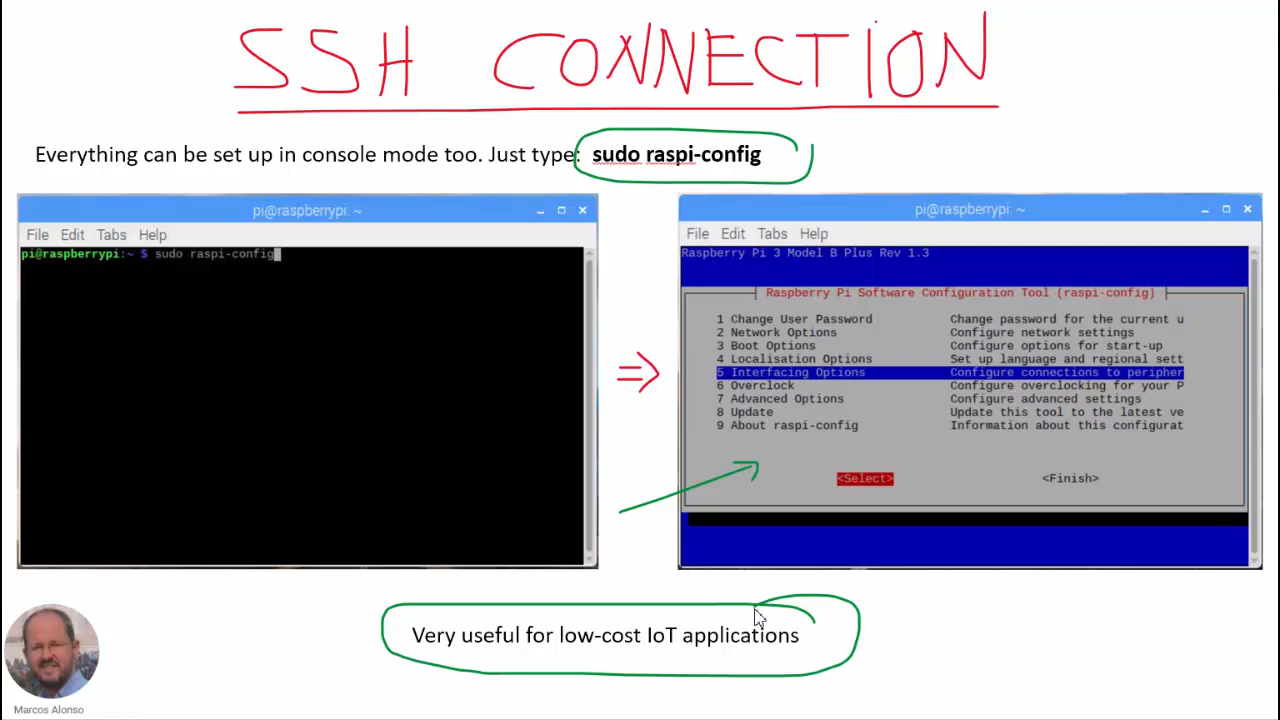 SSH CONNECTION
Everything can be set up in console mode too. Just type: sudo raspi-config
pi@raspberrypi: ~
File Edit Tabs Help
pi@raspberrypi:~ $ sudo raspi-config
pi@raspberrypi: ~
File Edit Tabs Help
Raspberry Pi 3 Model B Plus Rev 1.3
Raspberry Pi Software Configuration Tool (raspi-config)
1 Change User Password Change password for the current u
2 Network Options Configure network settings
3 Boot Options Configure options for start-up
4 Localisation Options Set up language and regional sett
5 Interfacing Options Configure connections to peripher
6 Overclock Configure overclocking for your P
7 Advanced Options Configure advanced settings
8 Update Update this tool to the latest ve
9 About raspi-config Information about this configurat
<Select> <Finish>
Very useful for low-cost IoT applications
Marcos Alonso